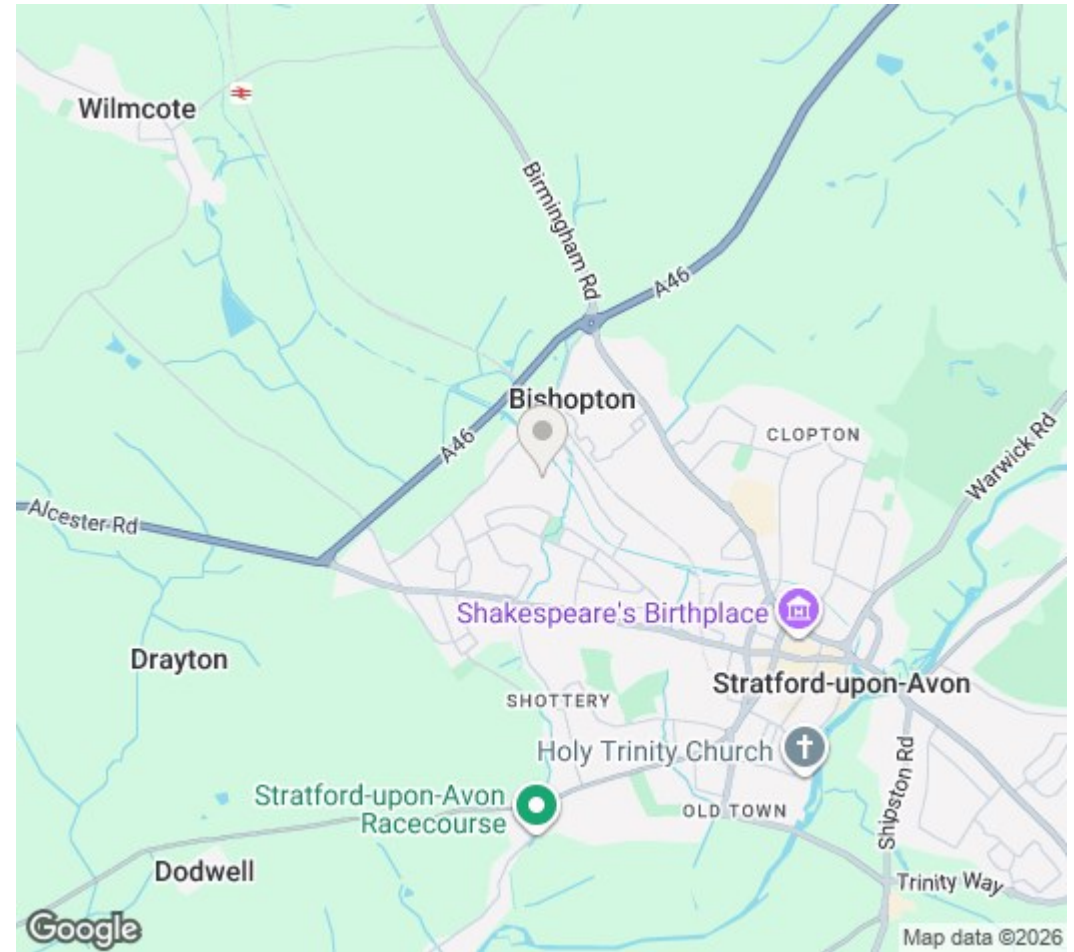 Wilmcote
Birmingham Rd
A46
Bishopton
A46
CLOPTON
Warwick Rd
Alcester Rd
Shakespeare's Birthplace
Drayton
Stratford-upon-Avon
SHOTTERY
Holy Trinity Church
Stratford-upon-Avon
Racecourse
OLD TOWN
Shipston Rd
Dodwell
Trinity Way
Google
Map data ©2026